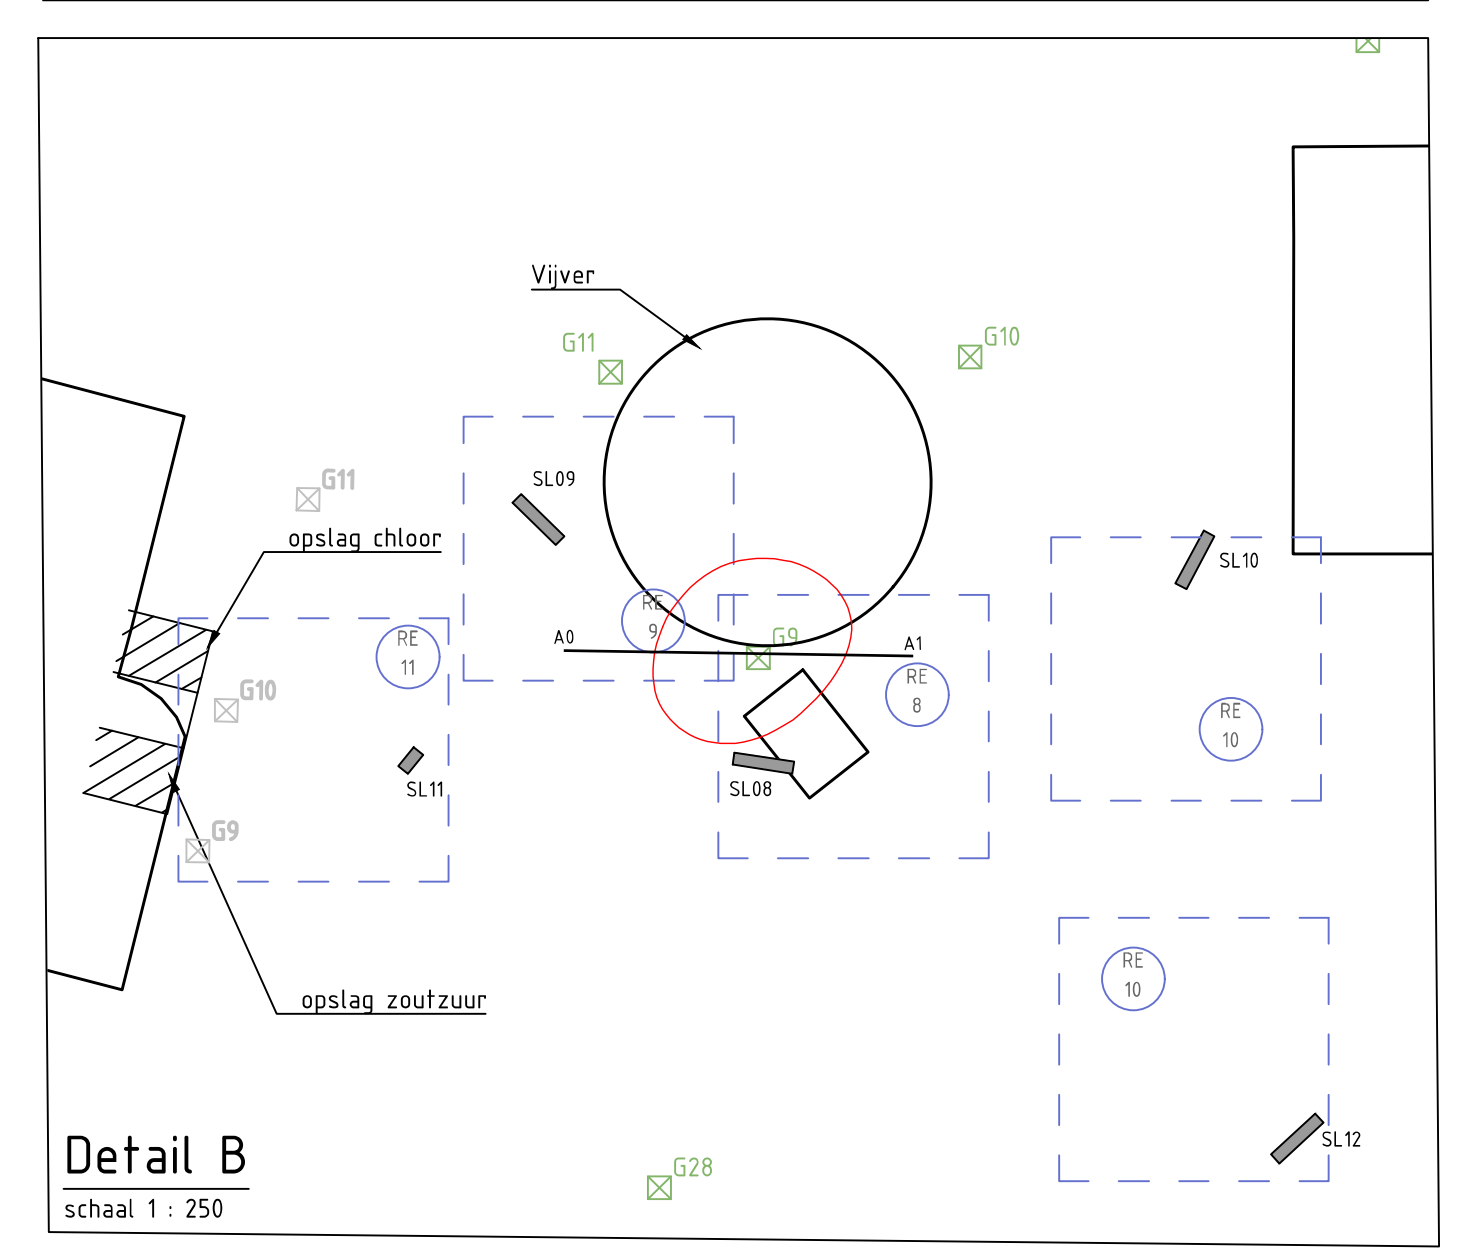 Vijver
G11
G10
SL09
G11
opslag chloor
SL10
RE
9
A0
G9
A1
RE
11
RE
8
G10
RE
10
SL11
SL08
G9
RE
10
opslag zoutzuur
SL12
Detail B
G28
schaal 1 : 250